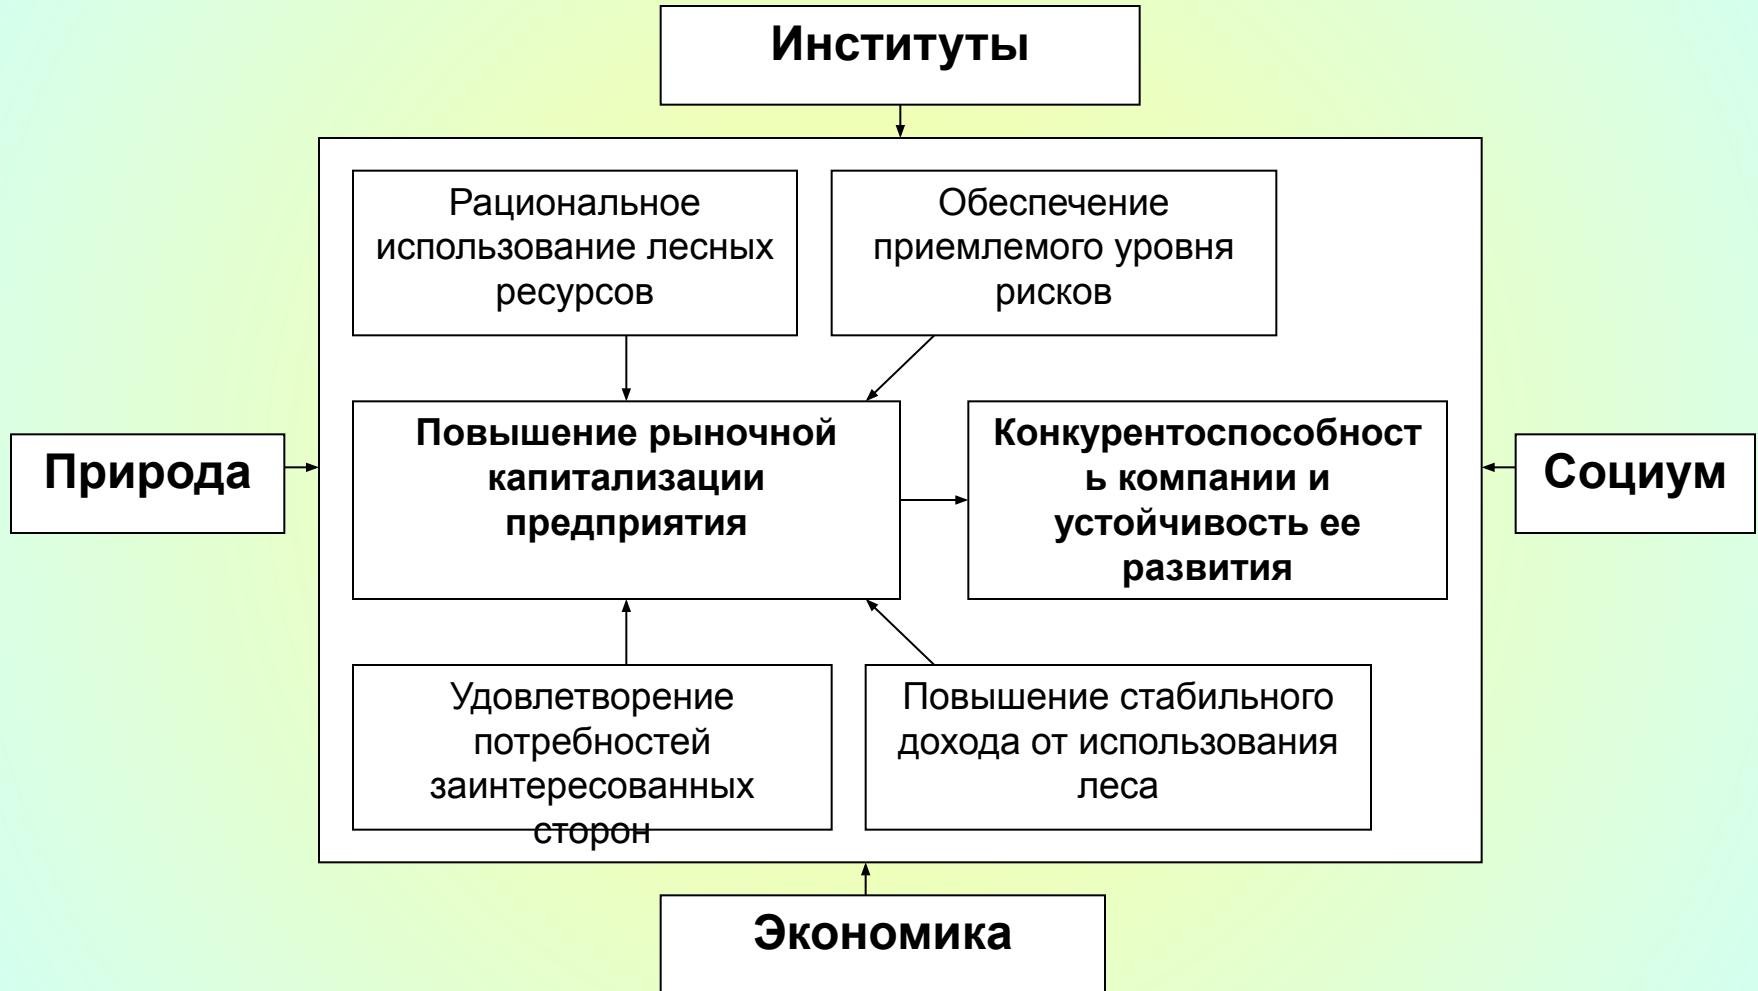 Институты
Рациональное
использование лесных
ресурсов
Обеспечение
приемлемого уровня
рисков
Природа
Повышение рыночной
капитализации
предприятия
Конкурентоспособност
ь компании и
устойчивость ее
развития
Социум
Удовлетворение
потребностей
заинтересованных
сторон
Повышение стабильного
дохода от использования
леса
Экономика